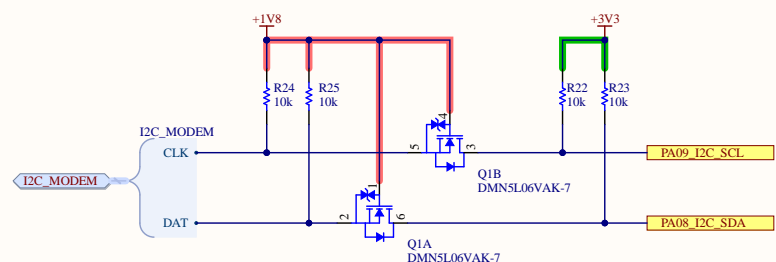 +1V8
+3V3
R24
10k
R25
10k
R22
10k
R23
10k
I2C_MODEM
4
CLK
5
3
PA09_I2C_SCL
Q1B
DMN5L06VAK-7
I2C_MODEM
1
DAT
2
6
PA08_I2C_SDA
Q1A
DMN5L06VAK-7